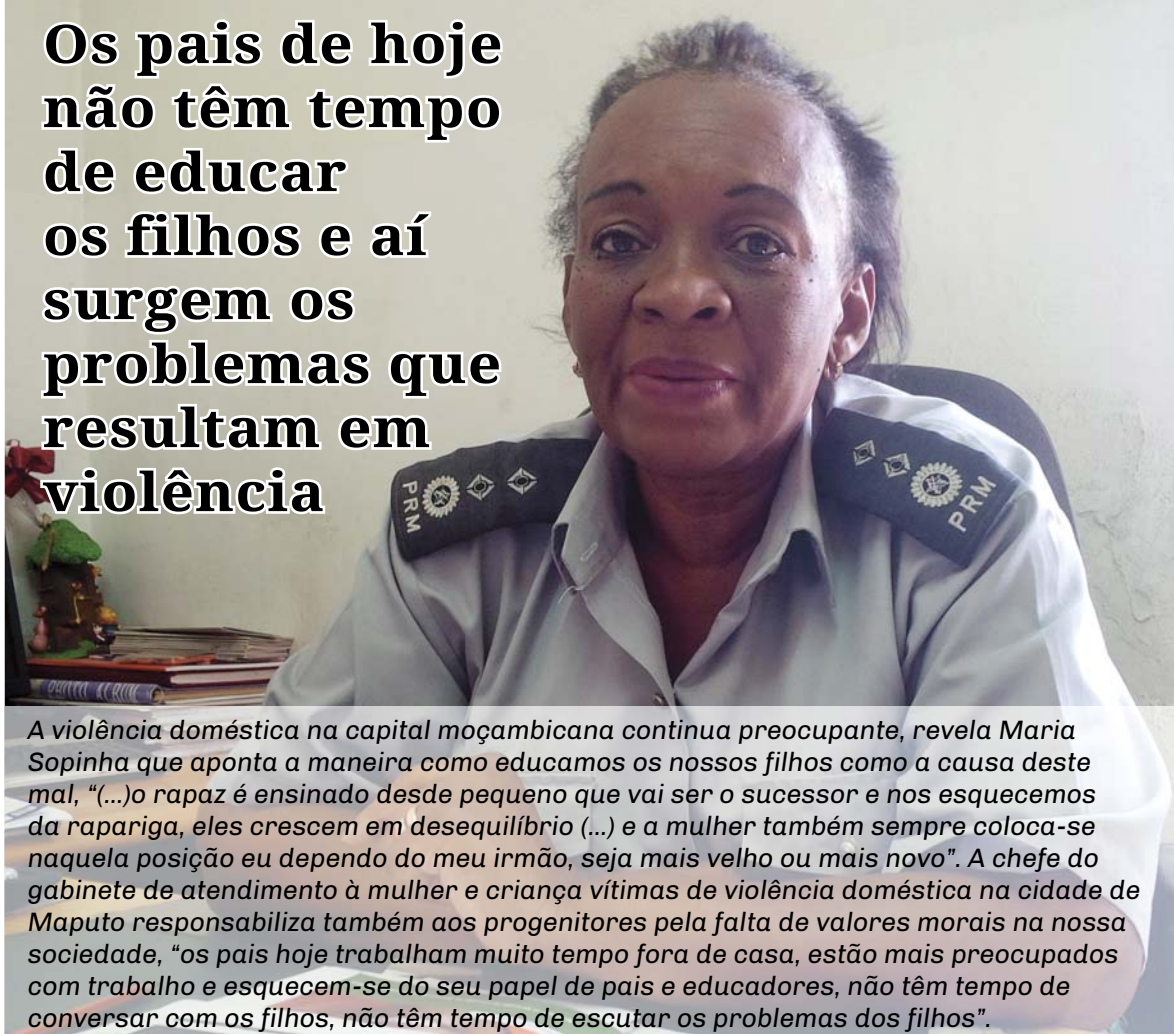 Os pais de hoje
não têm tempo
de educar
os filhos e aí
surgem os
problemas que
resultam em
violência
PRM
PRM
A violência doméstica na capital moçambicana continua preocupante, revela Maria
Sopinha que aponta a maneira como educamos os nossos filhos como a causa deste
mal, “(...)o rapaz é ensinado desde pequeno que vai ser o sucessor e nos esquecemos
da rapariga, eles crescem em desequilíbrio (...) e a mulher também sempre coloca-se
naquela posição eu dependo do meu irmão, seja mais velho ou mais novo”. A chefe do
gabinete de atendimento à mulher e criança vítimas de violência doméstica na cidade de
Maputo responsabiliza também aos progenitores pela falta de valores morais na nossa
sociedade, “os pais hoje trabalham muito tempo fora de casa, estão mais preocupados
com trabalho e esquecem-se do seu papel de pais e educadores, não têm tempo de
conversar com os filhos, não têm tempo de escutar os problemas dos filhos”.